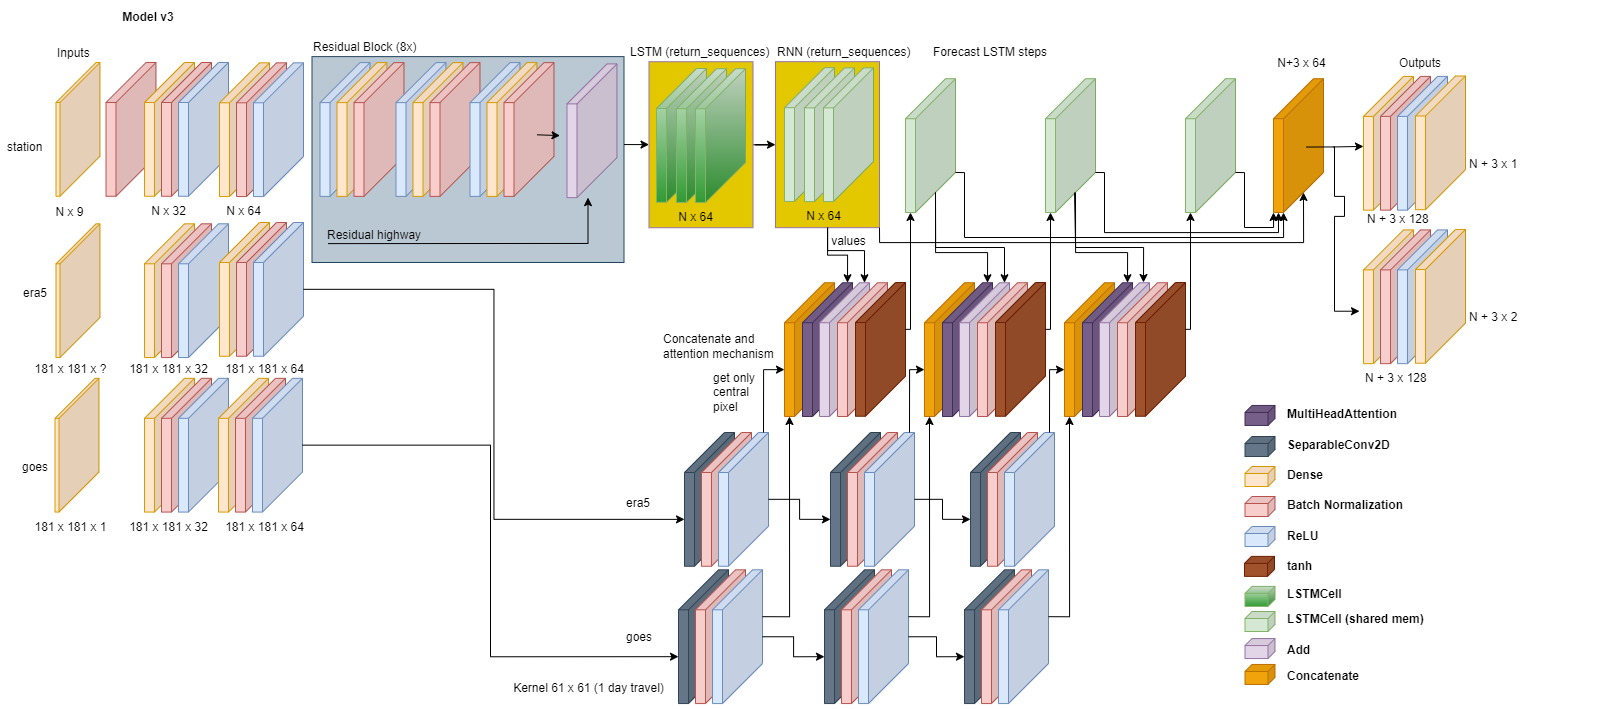 Model v3
Inputs
Residual Block (8x)
LSTM (return_sequences)
RNN (return_sequences)
Forecast LSTM steps
N+3 x 64
Outputs
station
N x 9
N x 32
N x 64
Residual highway
N x 64
N x 64
values
N + 3 x 1
N + 3 x 128
era5
181 x 181 x ?
181 x 181 x 32
181 x 181 x 64
N + 3 x 2
N + 3 x 128
Concatenate and
attention mechanism
get only
central
pixel
goes
181 x 181 x 1
181 x 181 x 32
181 x 181 x 64
era5
goes
Kernel 61 x 61 (1 day travel)
MultiHeadAttention
SeparableConv2D
Dense
Batch Normalization
ReLU
tanh
LSTMCell
LSTMCell (shared mem)
Add
Concatenate